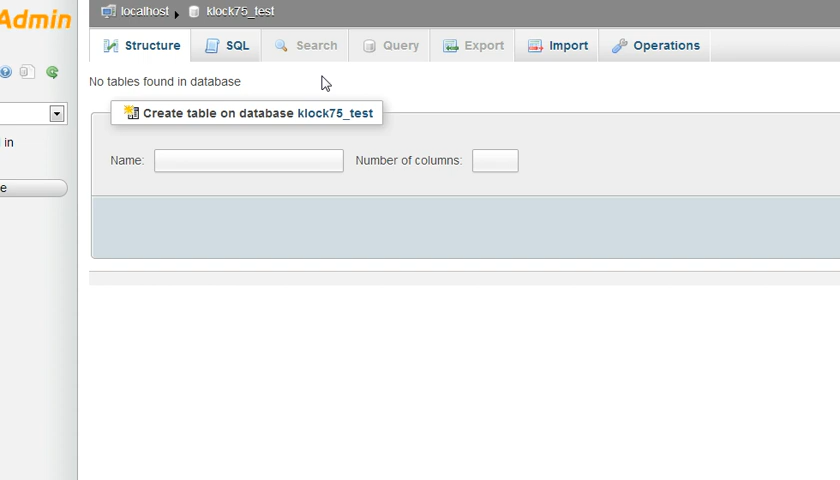 Admin
localhost klock75_test
Structure SQL Search Query Export Import Operations
No tables found in database
in
Create table on database klock75_test
Name: Number of columns:
e